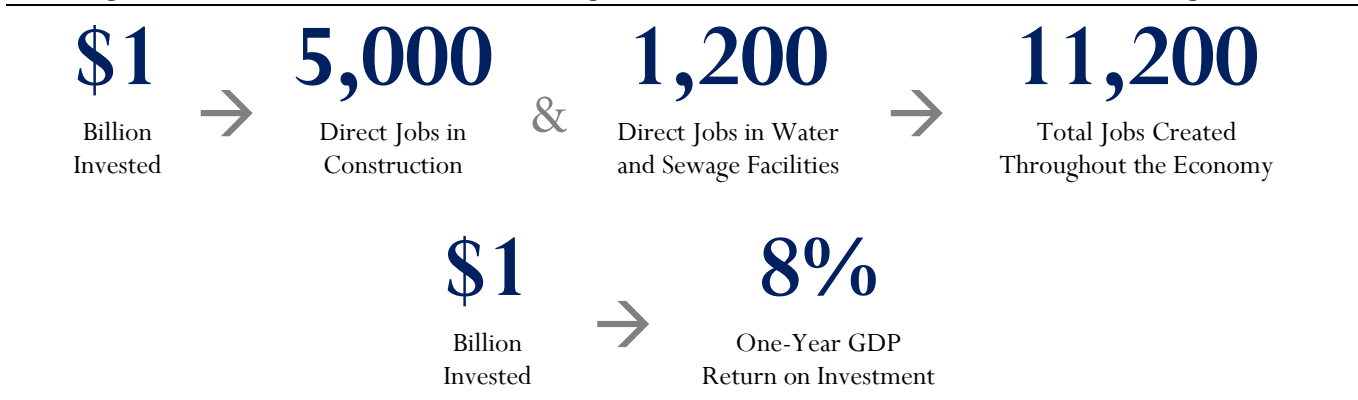 $1 → 5,000 & 1,200 → 11,200
Billion Invested
Direct Jobs in Construction
Direct Jobs in Water and Sewage Facilities
Total Jobs Created Throughout the Economy
$1 → 8%
Billion Invested
One-Year GDP Return on Investment